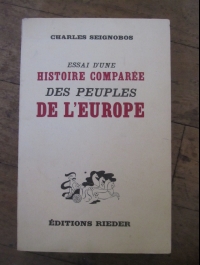 CHARLES SEIGNOBOS
ESSAI D'UNE
HISTOIRE COMPARÉE
DES PEUPLES
DE L'EUROPE
ÉDITIONS RIEDER